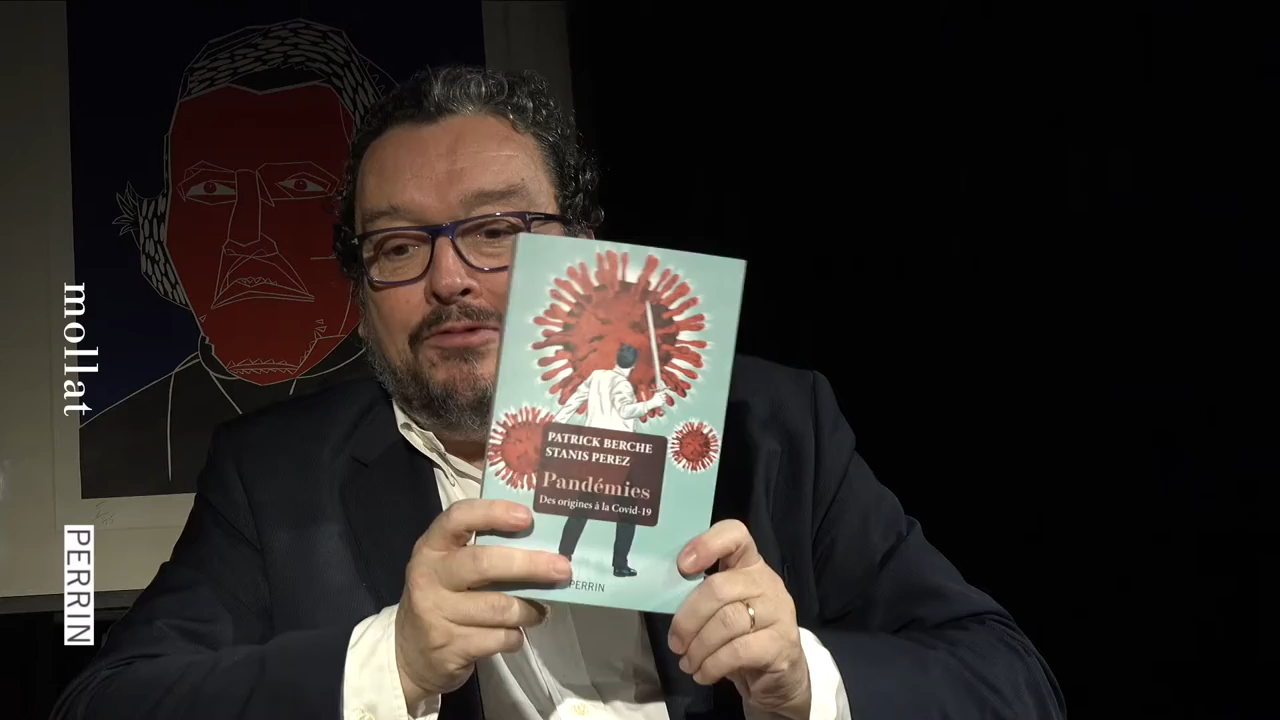 mollat
PERRIN
PATRICK BERCHE
STANIS PEREZ
Pandémies
Des origines à la Covid-19
PERRIN